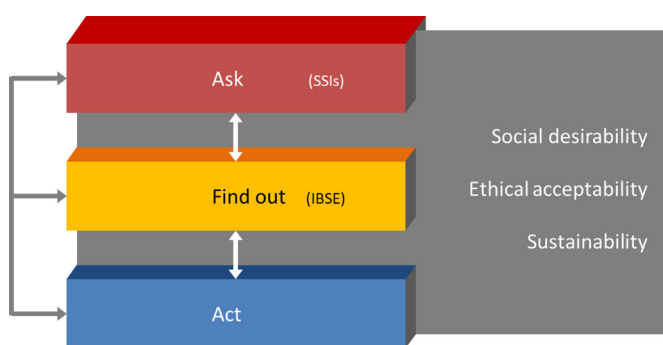 Ask (SSIs)
Find out (IBSE)
Act
Social desirability
Ethical acceptability
Sustainability